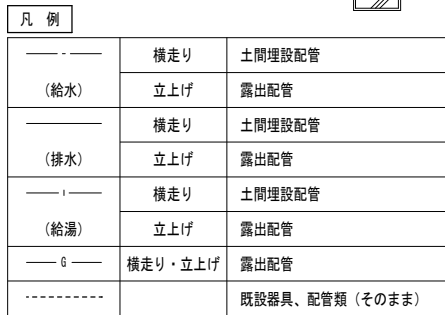 凡 例
横走り 土間埋設配管
(給水) 立上げ 露出配管
横走り 土間埋設配管
(排水) 立上げ 露出配管
横走り 土間埋設配管
(給湯) 立上げ 露出配管
G 横走り・立上げ 露出配管
既設器具、配管類(そのまま)